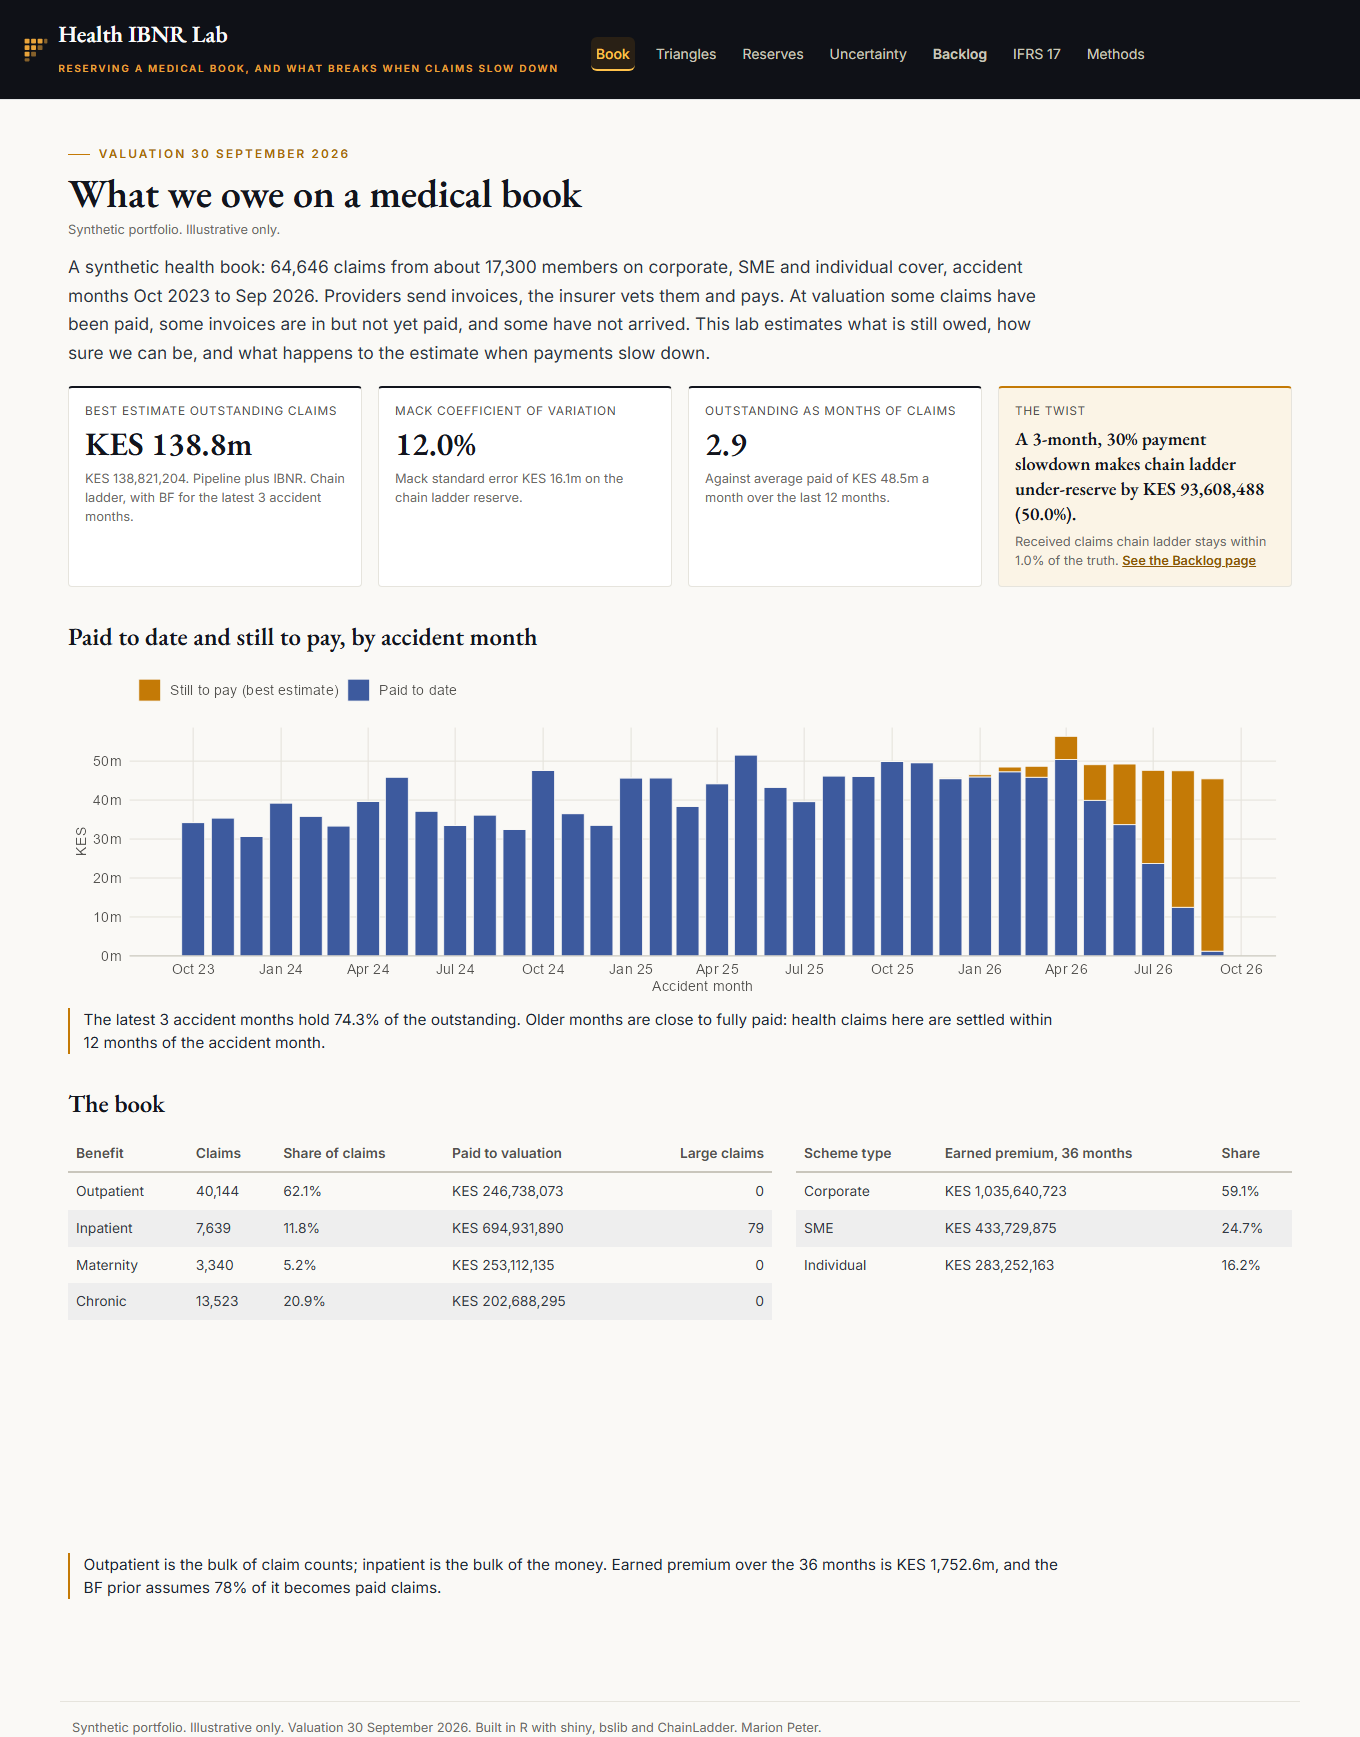 Health IBNR Lab
RESERVING A MEDICAL BOOK, AND WHAT BREAKS WHEN CLAIMS SLOW DOWN
Book Triangles Reserves Uncertainty Backlog IFRS 17 Methods
VALUATION 30 SEPTEMBER 2026
What we owe on a medical book
Synthetic portfolio. Illustrative only.
A synthetic health book: 64,646 claims from about 17,300 members on corporate, SME and individual cover, accident
months Oct 2023 to Sep 2026. Providers send invoices, the insurer vets them and pays. At valuation some claims have
been paid, some invoices are in but not yet paid, and some have not arrived. This lab estimates what is still owed, how
sure we can be, and what happens to the estimate when payments slow down.
BEST ESTIMATE OUTSTANDING CLAIMS
KES 138.8m
KES 138,821,204. Pipeline plus IBNR. Chain
ladder, with BF for the latest 3 accident
months.
MACK COEFFICIENT OF VARIATION
12.0%
Mack standard error KES 16.1m on the
chain ladder reserve.
OUTSTANDING AS MONTHS OF CLAIMS
2.9
Against average paid of KES 48.5m a
month over the last 12 months.
THE TWIST
A 3-month, 30% payment
slowdown makes chain ladder
under-reserve by KES 93,608,488
(50.0%).
Received claims chain ladder stays within
1.0% of the truth. See the Backlog page
Paid to date and still to pay, by accident month
Still to pay (best estimate) Paid to date
KES
50m
40m
30m
20m
10m
0m
Oct 23 Jan 24 Apr 24 Jul 24 Oct 24 Jan 25 Apr 25 Jul 25 Oct 25 Jan 26 Apr 26 Jul 26 Oct 26
Accident month
The latest 3 accident months hold 74.3% of the outstanding. Older months are close to fully paid: health claims here are settled within
12 months of the accident month.
The book
Benefit Claims Share of claims Paid to valuation Large claims
Outpatient 40,144 62.1% KES 246,738,073 0
Inpatient 7,639 11.8% KES 694,931,890 79
Maternity 3,340 5.2% KES 253,112,135 0
Chronic 13,523 20.9% KES 202,688,295 0
Scheme type Earned premium, 36 months Share
Corporate KES 1,035,640,723 59.1%
SME KES 433,729,875 24.7%
Individual KES 283,252,163 16.2%
Outpatient is the bulk of claim counts; inpatient is the bulk of the money. Earned premium over the 36 months is KES 1,752.6m, and the
BF prior assumes 78% of it becomes paid claims.
Synthetic portfolio. Illustrative only. Valuation 30 September 2026. Built in R with shiny, bslib and ChainLadder. Marion Peter.